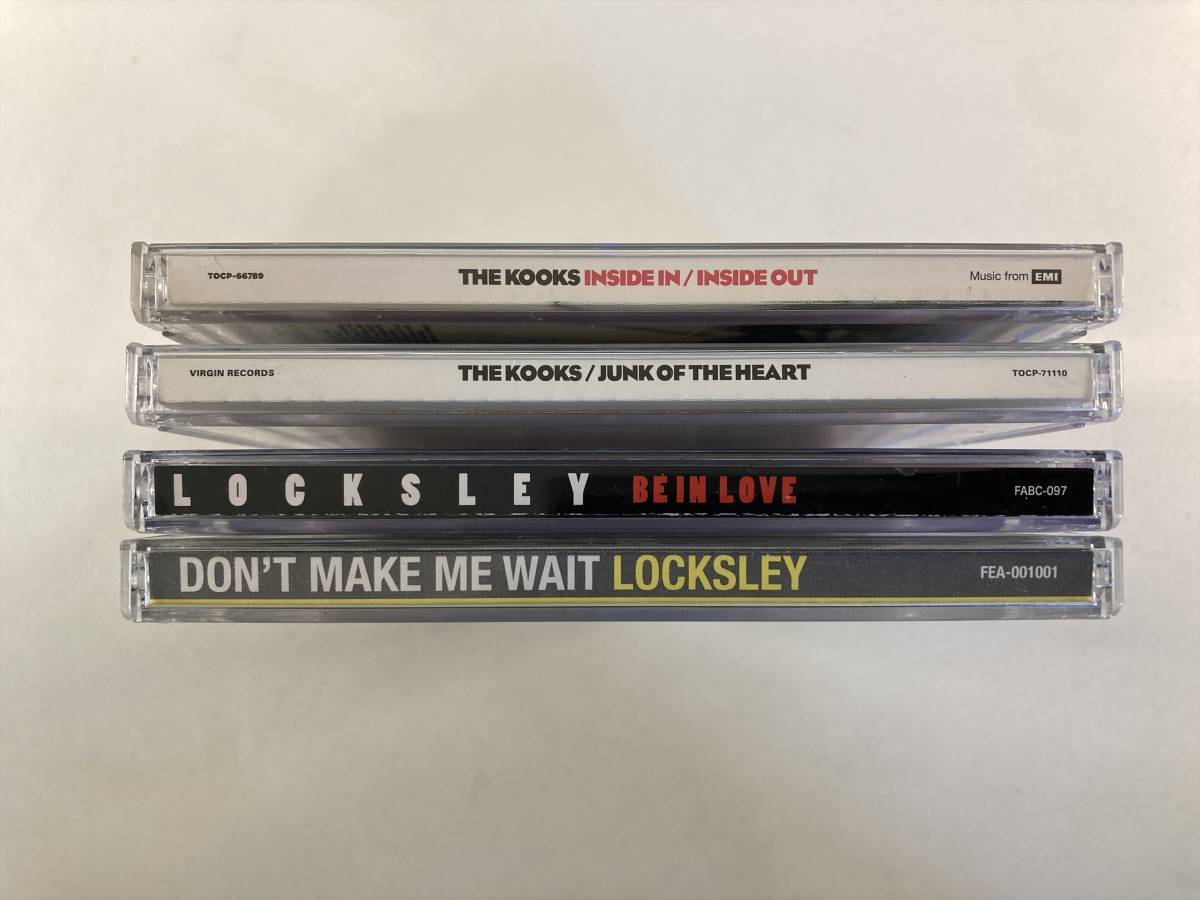 TOCP-66789 THE KOOKS INSIDE IN / INSIDE OUT Music from EMI
VIRGIN RECORDS THE KOOKS / JUNK OF THE HEART TOCP-71110
LOCKSLEY BE IN LOVE FABC-097
DON'T MAKE ME WAIT LOCKSLEY FEA-001001